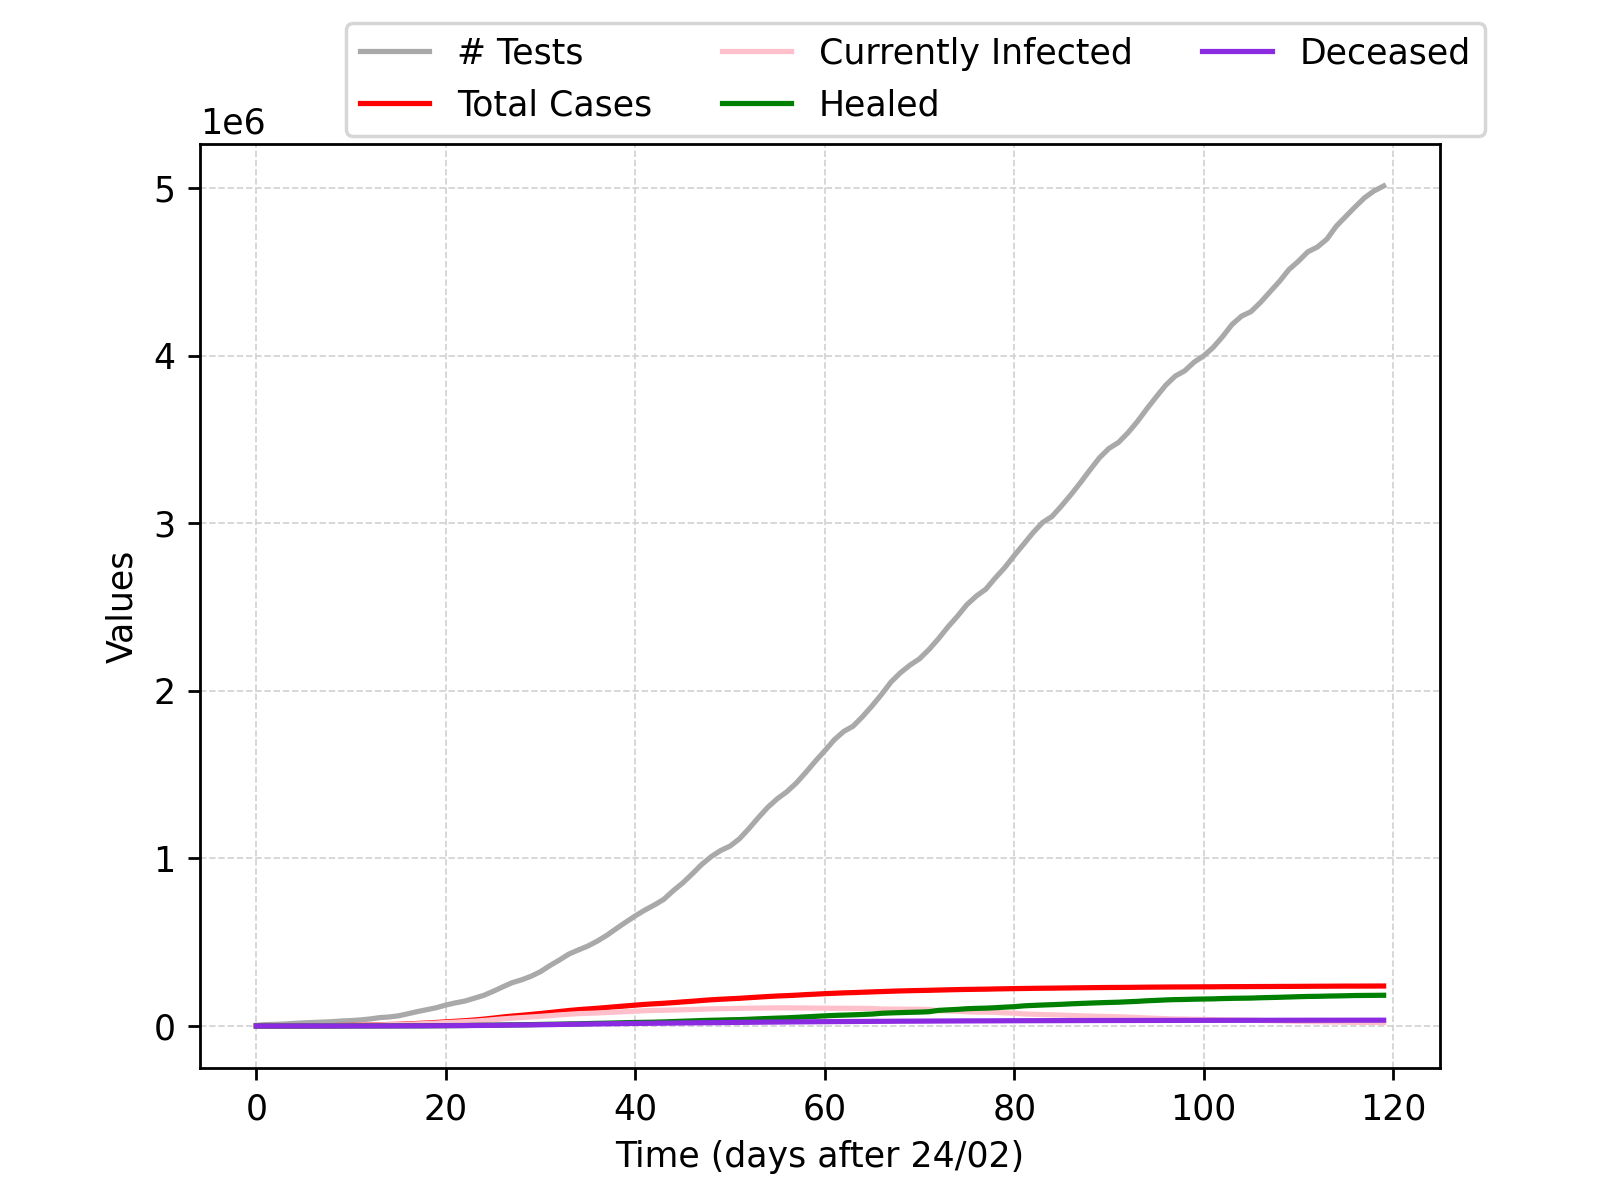 # Tests Currently Infected Deceased
Total Cases Healed
1e6
5
4
3
2
1
0
Values
0 20 40 60 80 100 120
Time (days after 24/02)